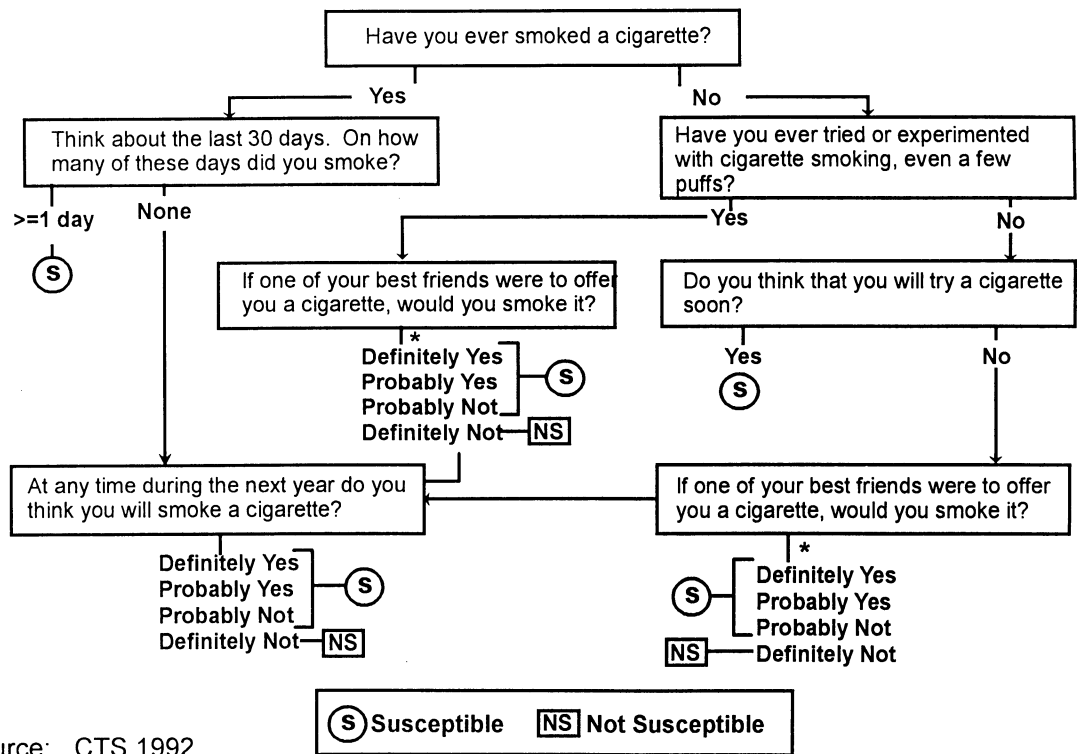 Have you ever smoked a cigarette?
Yes
No
Think about the last 30 days. On how
many of these days did you smoke?
Have you ever tried or experimented
with cigarette smoking, even a few
puffs?
>=1 day
None
S
Yes
No
If one of your best friends were to offer
you a cigarette, would you smoke it?
Do you think that you will try a cigarette
soon?
*
Definitely Yes
Probably Yes
Probably Not
Definitely Not
S
NS
Yes
S
No
At any time during the next year do you
think you will smoke a cigarette?
If one of your best friends were to offer
you a cigarette, would you smoke it?
Definitely Yes
Probably Yes
Probably Not
Definitely Not
S
NS
*
S
NS
Definitely Yes
Probably Yes
Probably Not
Definitely Not
S Susceptible NS Not Susceptible
urce: CTS 1992